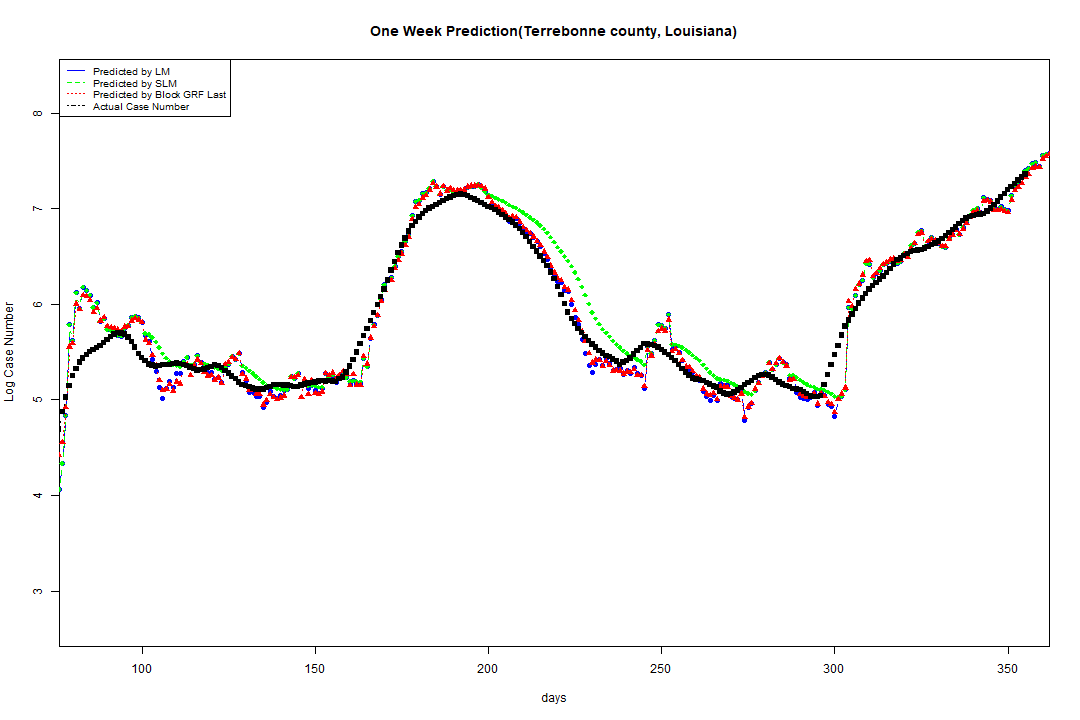 One Week Prediction(Terrebonne county, Louisiana)
Predicted by LM
Predicted by SLM
Predicted by Block GRF Last
Actual Case Number
Log Case Number
8
7
6
5
4
3
100 150 200 250 300 350
days